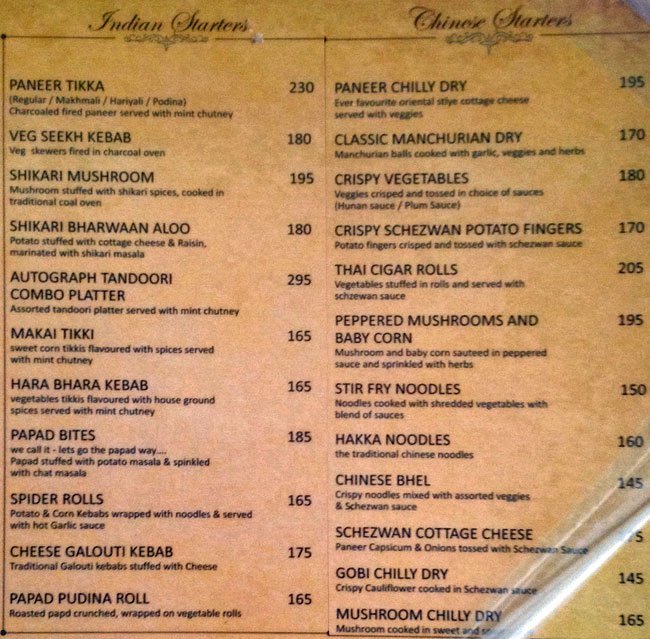 Indian Starters
PANEER TIKKA 230
(Regular / Makhmali / Hariyali / Podina)
Charcoaled fired paneer served with mint chutney
VEG SEEKH KEBAB 180
Veg skewers fired in charcoal oven
SHIKARI MUSHROOM 195
Mushroom stuffed with shikari spices, cooked in
traditional coal oven
SHIKARI BHARWAAN ALOO 180
Potato stuffed with cottage cheese & Raisin,
marinated with shikari masala
AUTOGRAPH TANDOORI 295
COMBO PLATTER
Assorted tandoori platter served with mint chutney
MAKAI TIKKI 165
sweet corn tikkis flavoured with spices served
with mint chutney
HARA BHARA KEBAB 165
vegetables tikkis flavoured with house ground
spices served with mint chutney
PAPAD BITES 185
we call it - lets go the papad way....
Papad stuffed with potato masala & spinkled
with chat masala
SPIDER ROLLS 165
Potato & Corn Kebabs wrapped with noodles & served
with hot Garlic sauce
CHEESE GALOUTI KEBAB 175
Traditional Galouti kebabs stuffed with Cheese
PAPAD PUDINA ROLL 165
Roasted papd crunched, wrapped on vegetable rolls
Chinese Starters
PANEER CHILLY DRY 195
Ever favourite oriental stlye cottage cheese
served with veggies
CLASSIC MANCHURIAN DRY 170
Manchurian balls cooked with garlic, veggies and herbs
CRISPY VEGETABLES 180
Veggies crisped and tossed in choice of sauces
(Hunan sauce / Plum Sauce)
CRISPY SCHEZWAN POTATO FINGERS 170
Potato fingers crisped and tossed with schezwan sauce
THAI CIGAR ROLLS 205
Vegetables stuffed in rolls and served with
schzewan sauce
PEPPERED MUSHROOMS AND 195
BABY CORN
Mushroom and baby corn sauteed in peppered
sauce and sprinkled with herbs
STIR FRY NOODLES 150
Noodles cooked with shredded vegetables with
blend of sauces
HAKKA NOODLES 160
the traditional chinese noodles
CHINESE BHEL 145
Crispy noodles mixed with assorted veggies
& Schezwan sauce
SCHEZWAN COTTAGE CHEESE
Paneer Capsicum & Onions tossed with Schezwan Sauce
GOBI CHILLY DRY 145
Crispy Cauliflower cooked in Schezwan sauce
MUSHROOM CHILLY DRY 165
Mushroom cooked in sweet and